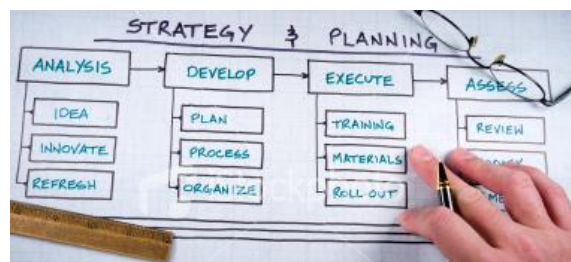 STRATEGY & PLANNING
ANALYSIS
IDEA
INNOVATE
REFRESH
DEVELOP
PLAN
PROCESS
ORGANIZE
EXECUTE
TRAINING
MATERIALS
ROLL OUT
ASSESS
REVIEW